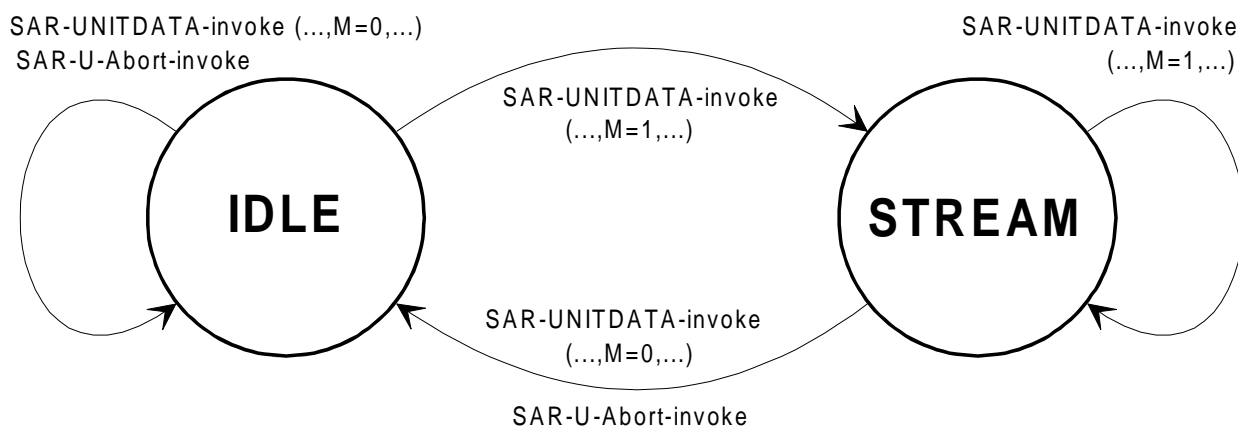 SAR-UNITDATA-invoke (...,M=0,...)
SAR-U-Abort-invoke
SAR-UNITDATA-invoke
(...,M=1,...)
SAR-UNITDATA-invoke
(...,M=1,...)
IDLE
STREAM
SAR-UNITDATA-invoke
(...,M=0,...)
SAR-U-Abort-invoke